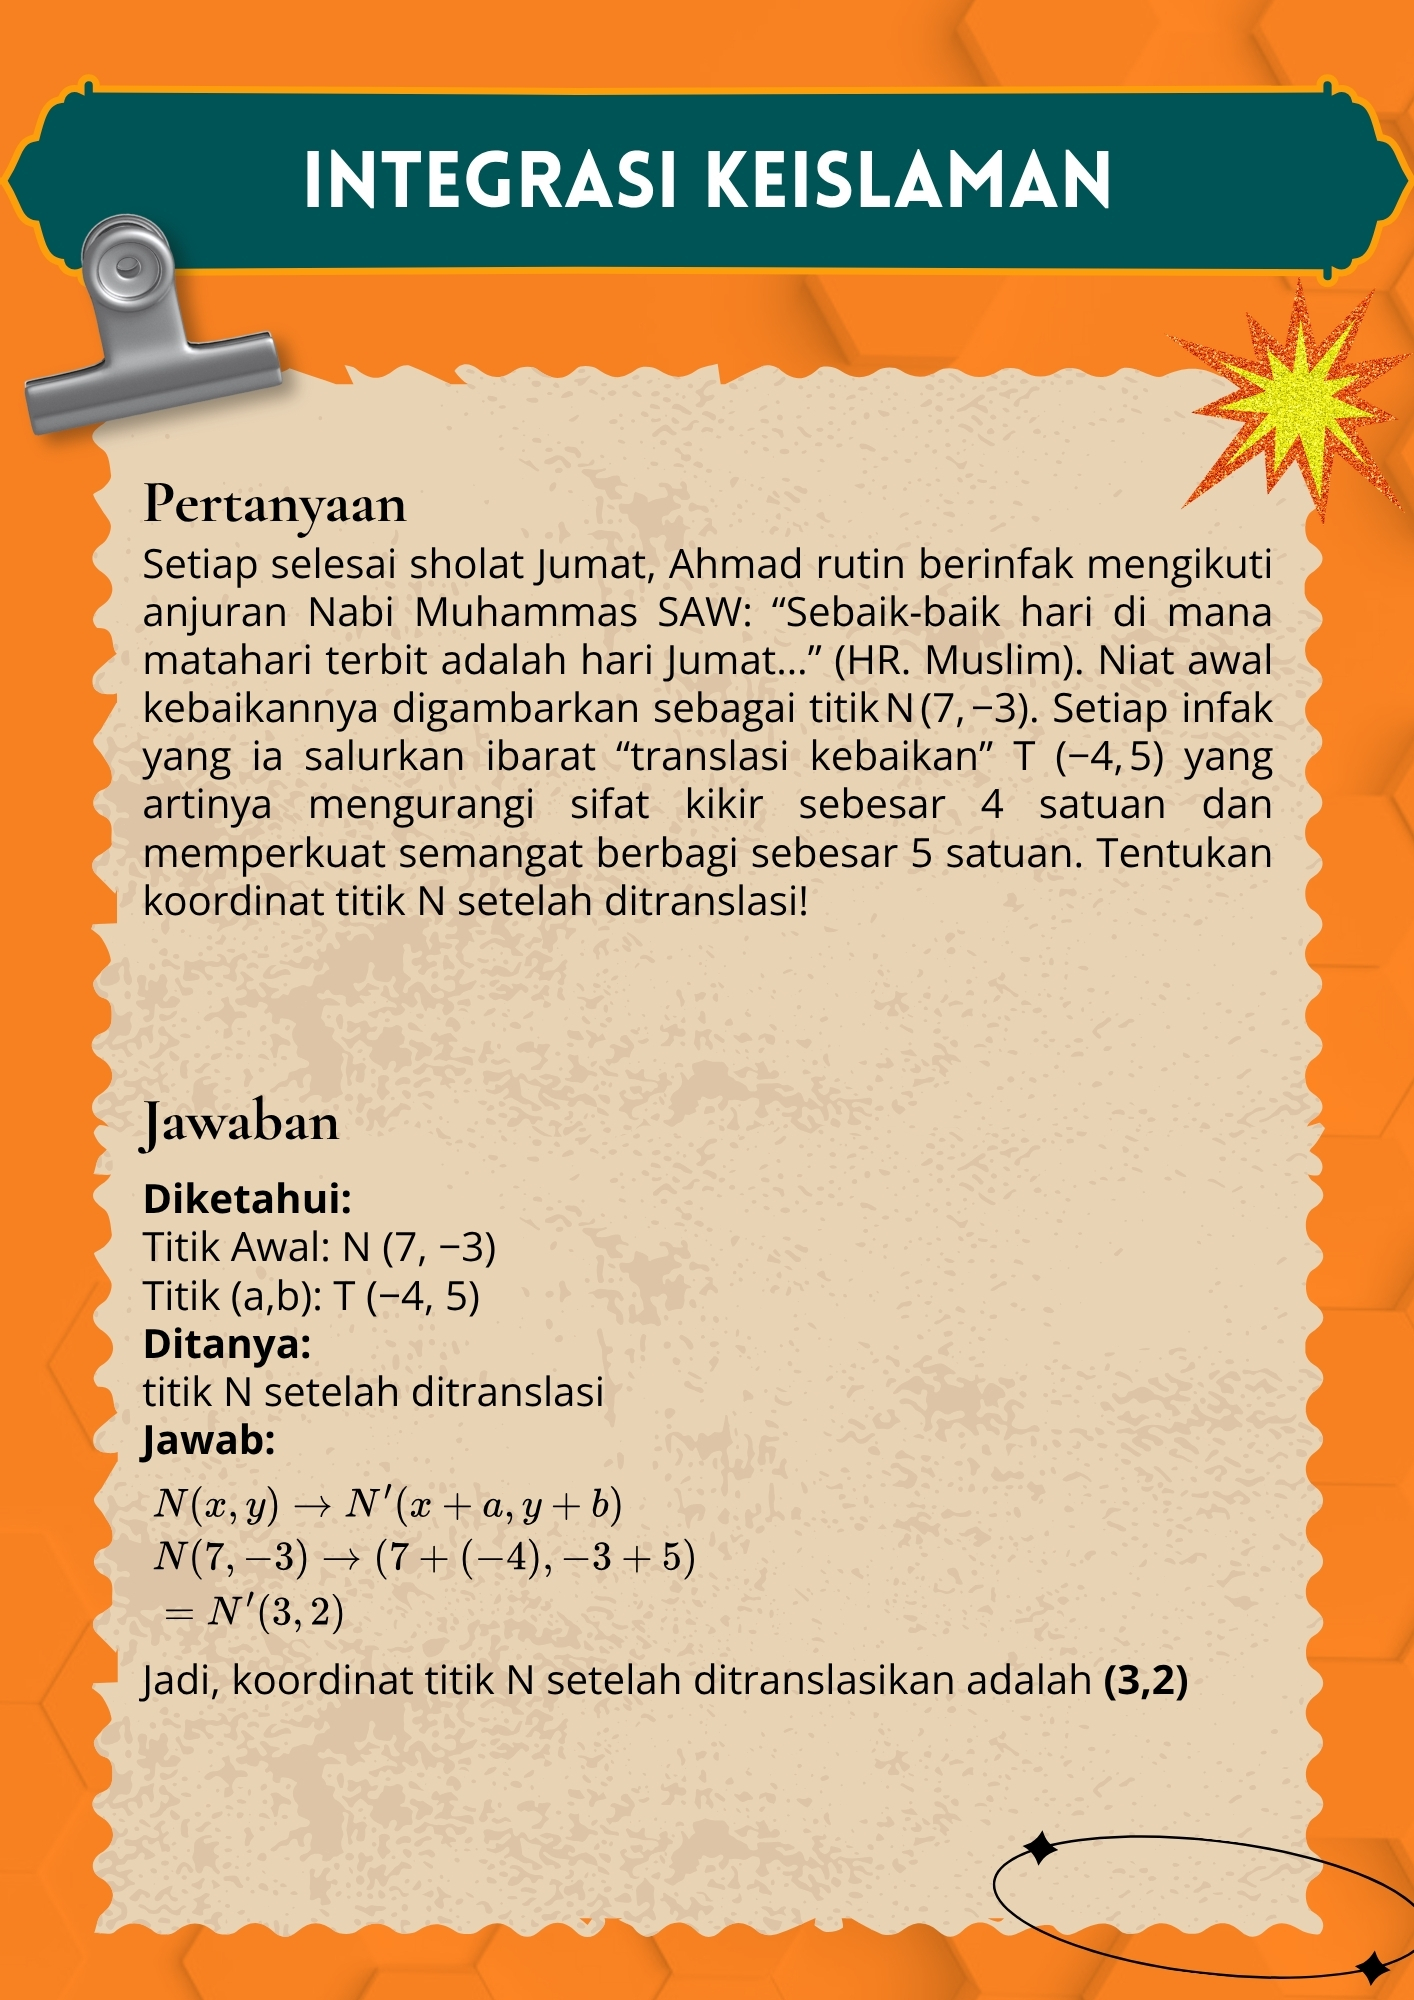 INTEGRASI KEISLAMAN
Pertanyaan
Setiap selesai sholat Jumat, Ahmad rutin berinfak mengikuti
anjuran Nabi Muhammas SAW: “Sebaik-baik hari di mana
matahari terbit adalah hari Jumat...” (HR. Muslim). Niat awal
kebaikannya digambarkan sebagai titik N (7, −3). Setiap infak
yang ia salurkan ibarat “translasi kebaikan” T (−4, 5) yang
artinya mengurangi sifat kikir sebesar 4 satuan dan
memperkuat semangat berbagi sebesar 5 satuan. Tentukan
koordinat titik N setelah ditranslasi!
Jawaban
Diketahui:
Titik Awal: N (7, −3)
Titik (a,b): T (−4, 5)
Ditanya:
titik N setelah ditranslasi
Jawab:
N(x, y) → N′(x + a, y + b)
N(7, −3) → (7 + (−4), −3 + 5)
= N′(3, 2)
Jadi, koordinat titik N setelah ditranslasikan adalah (3,2)